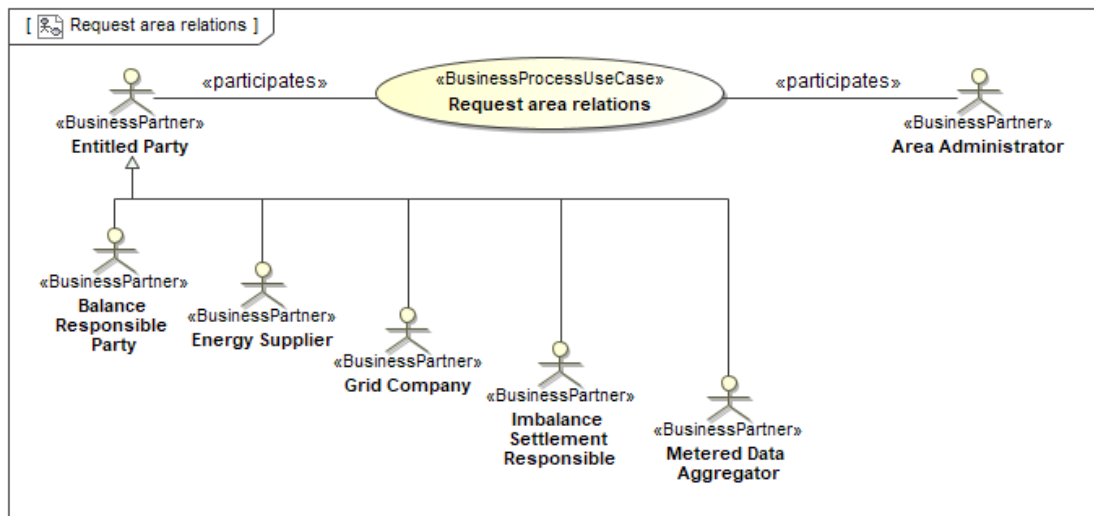 [ Request area relations ]
«participates»
«BusinessProcessUseCase»
Request area relations
«participates»
«BusinessPartner»
Entitled Party
«BusinessPartner»
Area Administrator
«BusinessPartner»
Balance
Responsible
Party
«BusinessPartner»
Energy Supplier
«BusinessPartner»
Grid Company
«BusinessPartner»
Imbalance
Settlement
Responsible
«BusinessPartner»
Metered Data
Aggregator